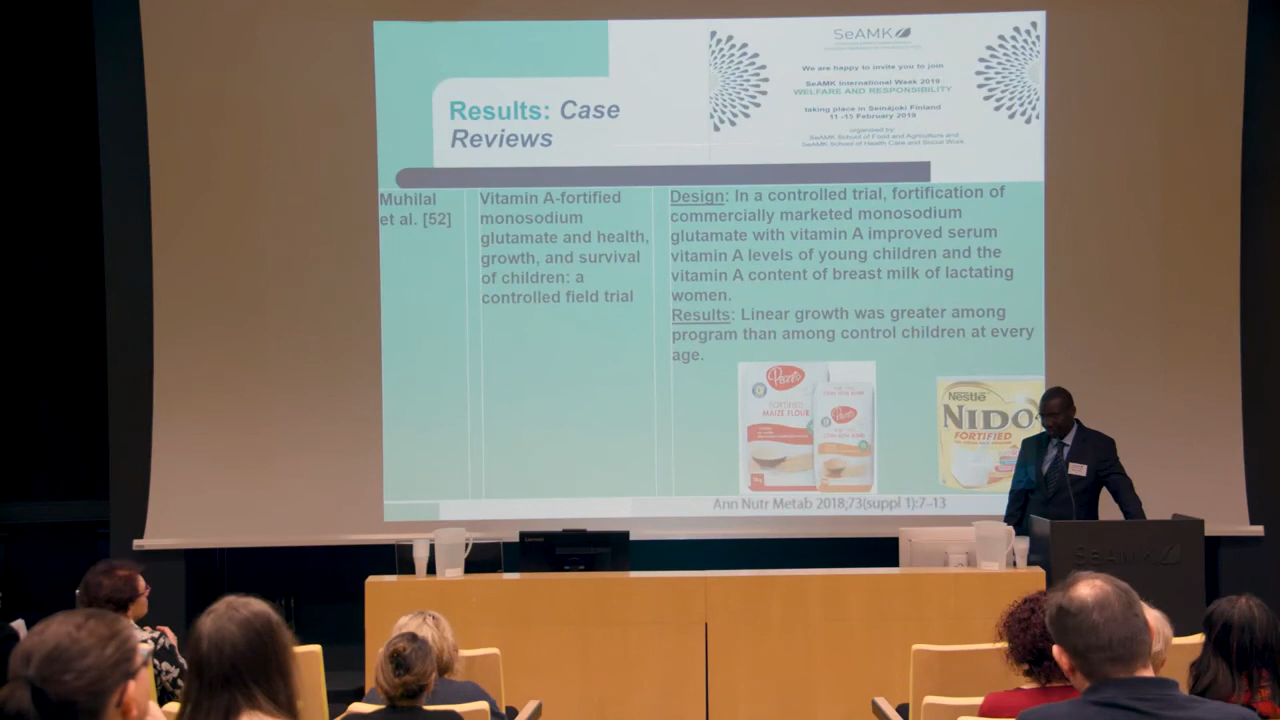 SeAMK
We are happy to invite you to join
SeAMK International Week 2019
WELFARE AND RESPONSIBILITY
taking place in Seinäjoki Finland
11 -15 February 2019
organised by
SeAMK School of Food and Agriculture and
SeAMK School of Health Care and Social Work
Results: Case
Reviews
Muhilal
et al. [52]
Vitamin A-fortified
monosodium
glutamate and health,
growth, and survival
of children: a
controlled field trial
Design: In a controlled trial, fortification of
commercially marketed monosodium
glutamate with vitamin A improved serum
vitamin A levels of young children and the
vitamin A content of breast milk of lactating
women.
Results: Linear growth was greater among
program than among control children at every
age.
FORTIFIED
MAIZE FLOUR
Nestlé
NIDO
FORTIFIED
Ann Nutr Metab 2018;73(suppl 1):7–13
SeAMK